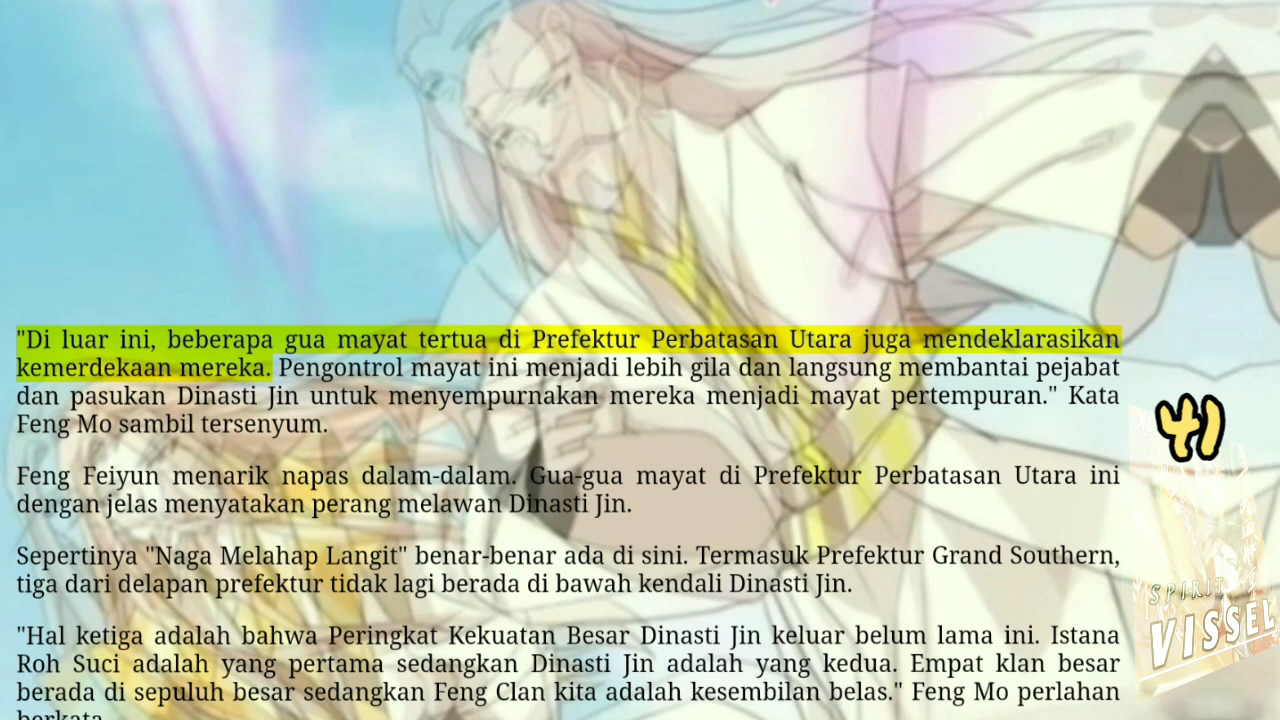 "Di luar ini, beberapa gua mayat tertua di Prefektur Perbatasan Utara juga mendeklarasikan
kemerdekaan mereka. Pengontrol mayat ini menjadi lebih gila dan langsung membantai pejabat
dan pasukan Dinasti Jin untuk menyempurnakan mereka menjadi mayat pertempuran." Kata
Feng Mo sambil tersenyum.
Feng Feiyun menarik napas dalam-dalam. Gua-gua mayat di Prefektur Perbatasan Utara ini
dengan jelas menyatakan perang melawan Dinasti Jin.
Sepertinya "Naga Melahap Langit" benar-benar ada di sini. Termasuk Prefektur Grand Southern,
tiga dari delapan prefektur tidak lagi berada di bawah kendali Dinasti Jin.
"Hal ketiga adalah bahwa Peringkat Kekuatan Besar Dinasti Jin keluar belum lama ini. Istana
Roh Suci adalah yang pertama sedangkan Dinasti Jin adalah yang kedua. Empat klan besar
berada di sepuluh besar sedangkan Feng Clan kita adalah kesembilan belas." Feng Mo perlahan
berkata.
41
SPIRIT
VISSEL